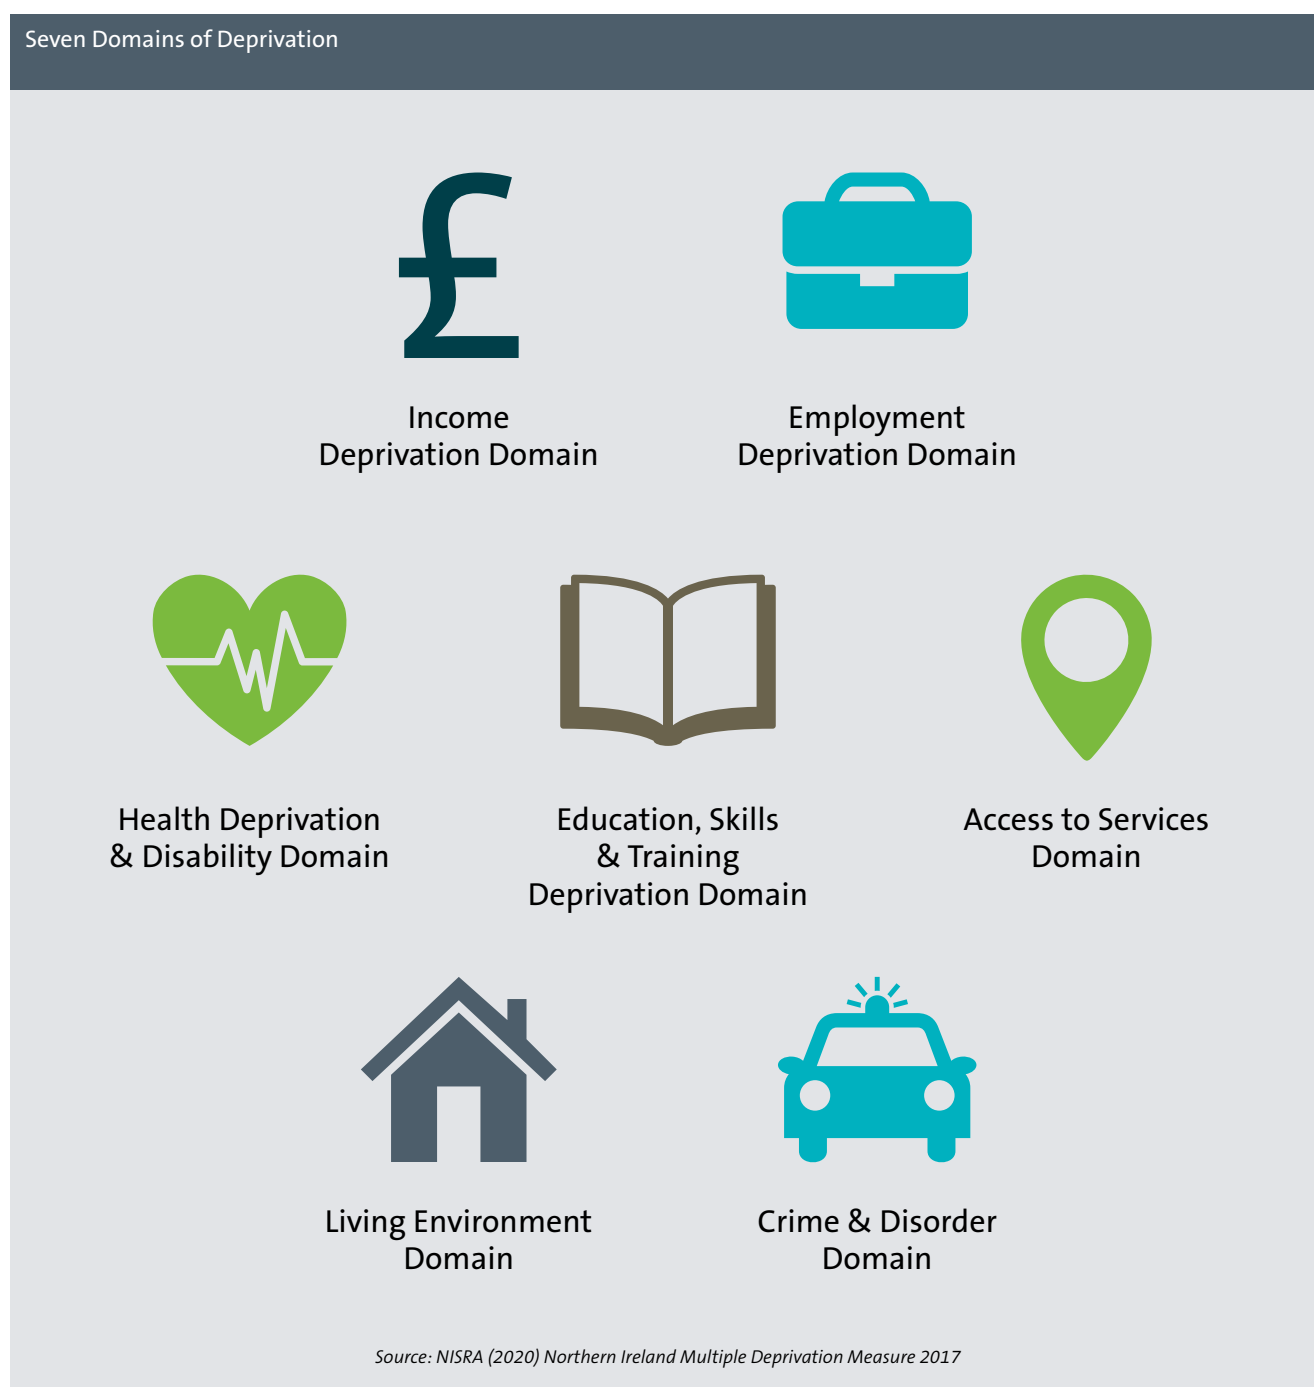 Seven Domains of Deprivation
£
Income
Deprivation Domain
Employment
Deprivation Domain
Health Deprivation
& Disability Domain
Education, Skills
& Training
Deprivation Domain
Access to Services
Domain
Living Environment
Domain
Crime & Disorder
Domain
Source: NISRA (2020) Northern Ireland Multiple Deprivation Measure 2017